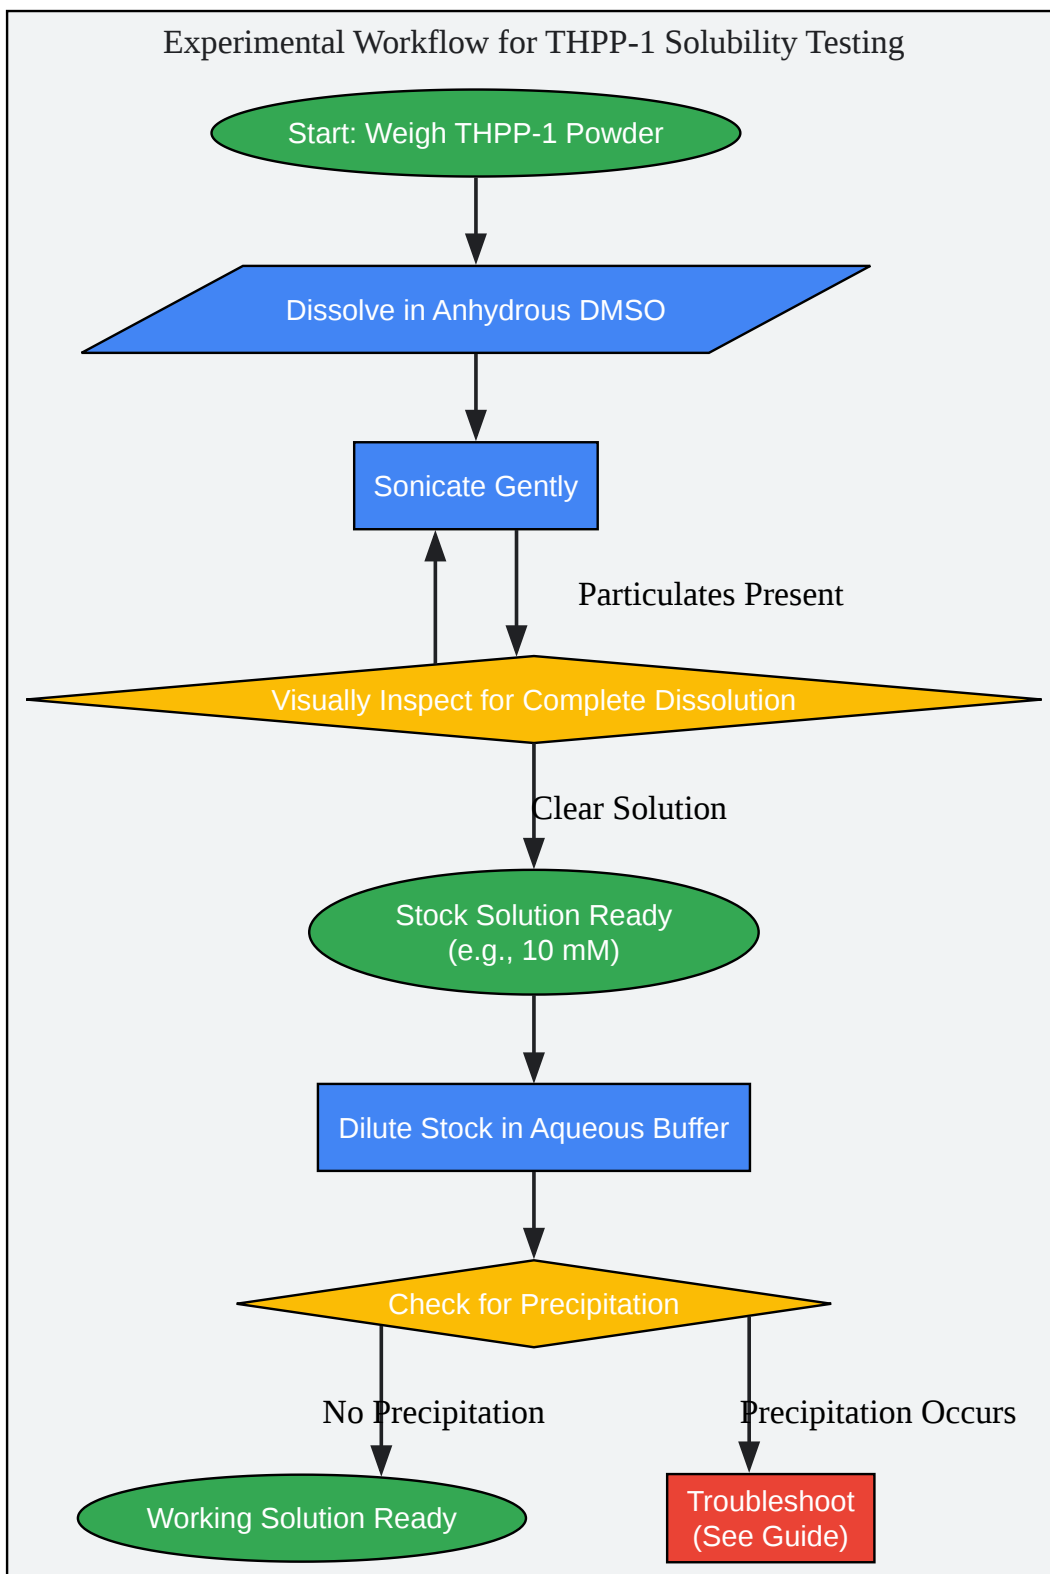 Experimental Workflow for THPP-1 Solubility Testing
Start: Weigh THPP-1 Powder
Dissolve in Anhydrous DMSO
Sonicate Gently
Particulates Present
Visually Inspect for Complete Dissolution
Clear Solution
Stock Solution Ready
(e.g., 10 mM)
Dilute Stock in Aqueous Buffer
Check for Precipitation
No Precipitation
Precipitation Occurs
Working Solution Ready
Troubleshoot
(See Guide)